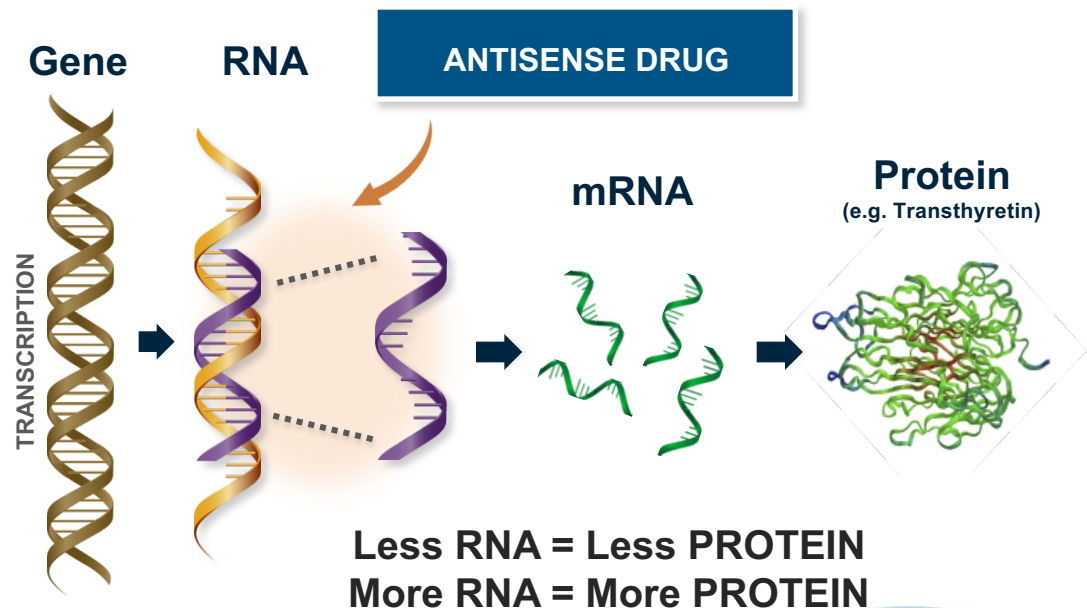 Gene
RNA
ANTISENSE DRUG
mRNA
Protein
(e.g. Transthyretin)
TRANSCRIPTION
Less RNA = Less PROTEIN
More RNA = More PROTEIN